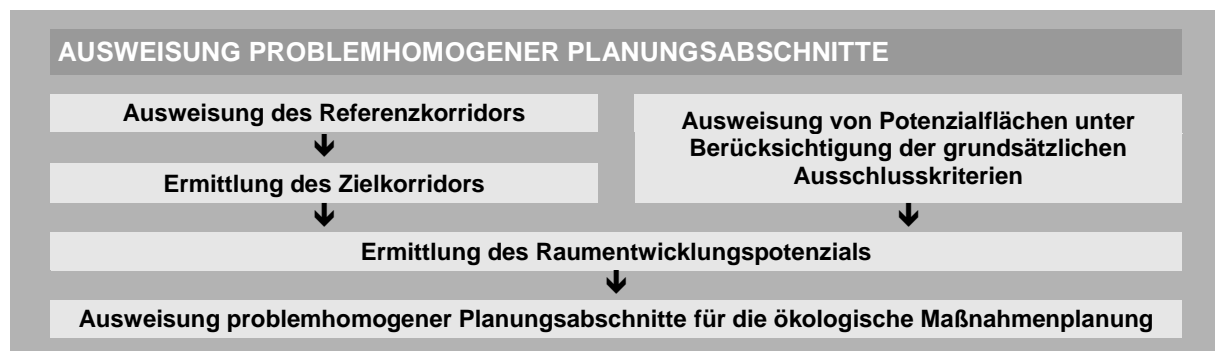 AUSWEISUNG PROBLEMHOMOGENER PLANUNGSABSCHNITTE
Ausweisung des Referenzkorridors
Ermittlung des Zielkorridors
Ausweisung von Potenzialflächen unter
Berücksichtigung der grundsätzlichen
Ausschlusskriterien
Ermittlung des Raumentwicklungspotenzials
Ausweisung problemhomogener Planungsabschnitte für die ökologische Maßnahmenplanung